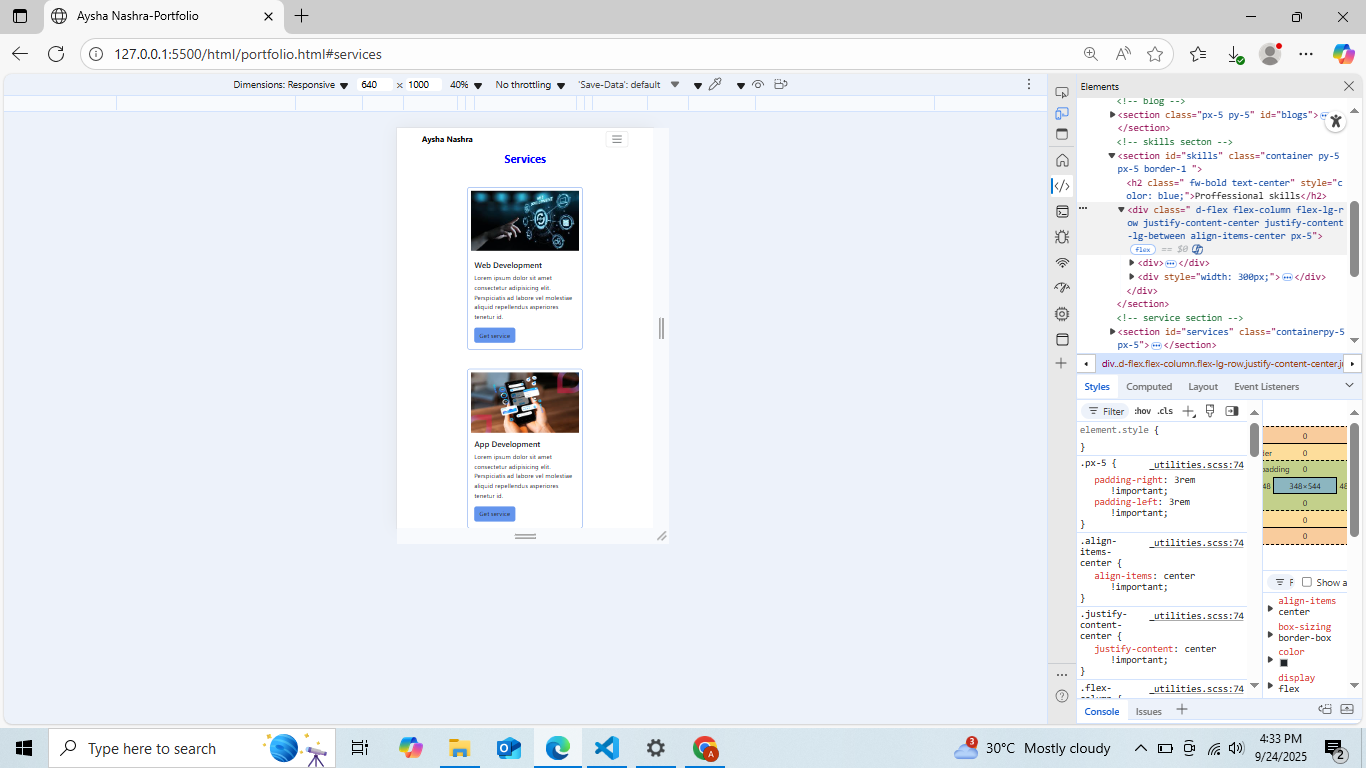 Aysha Nashra-Portfolio
127.0.0.1:5500/html/portfolio.html#services
Dimensions: Responsive
640
×
1000
40%
No throttling
'Save-Data': default
Aysha Nashra
Services
Web Development
Lorem ipsum dolor sit amet
consectetur adipisicing elit.
Perspiciatis ad labore vel molestiae
aliquid repellendus asperiores
tenetur id.
Get service
App Development
Lorem ipsum dolor sit amet
consectetur adipisicing elit.
Perspiciatis ad labore vel molestiae
aliquid repellendus asperiores
tenetur id.
Get service
Elements
<!-- blog -->
<section class="px-5 py-5" id="blogs">
</section>
<!-- skills secton -->
<section id="skills" class="container py-5
px-5 border-1 ">
<h2 class=" fw-bold text-center" style="c
olor: blue;">Proffessional skills</h2>
<div class=" d-flex flex-column flex-lg-r
ow justify-content-center justify-content
-lg-between align-items-center px-5">
flex == $0
<div>⋯</div>
<div style="width: 300px;">⋯</div>
</div>
</section>
<!-- service section -->
<section id="services" class="containerpy-5
px-5">⋯</section>
div..d-flex.flex-column.flex-lg-row.justify-content-center.ju
Styles
Computed
Layout
Event Listeners
Filter
:hov
.cls
element.style {
}
.px-5 {
_utilities.scss:74
padding-right: 3rem
!important;
padding-left: 3rem
!important;
}
.align-
items-
center {
_utilities.scss:74
align-items: center
!important;
}
.justify-
content-
center {
_utilities.scss:74
justify-content: center
!important;
}
.flex-
_utilities.scss:74
0
der 0
padding 0
48 348×544 48
0
0
0
F
Show a
align-items
center
box-sizing
border-box
color
display
flex
Console
Issues
Type here to search
3
30°C Mostly cloudy
4:33 PM
9/24/2025
2